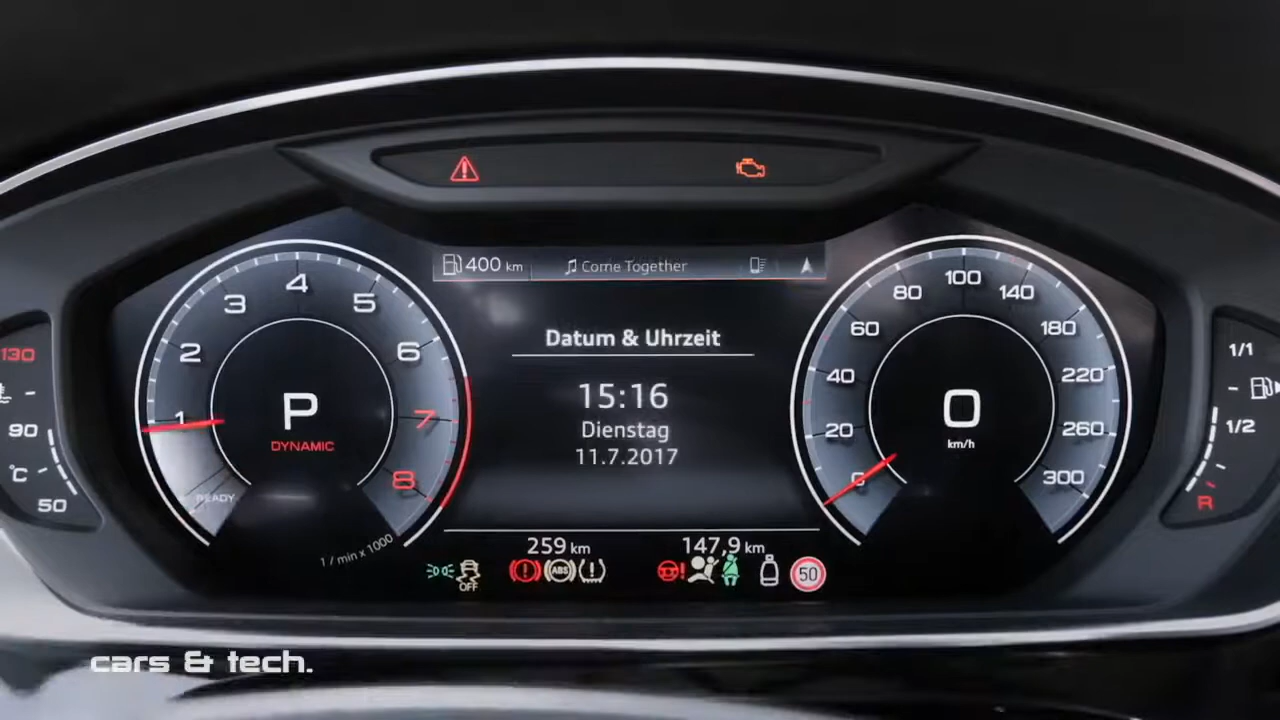 400 km
Come Together
Datum & Uhrzeit
15:16
Dienstag
11.7.2017
259 km
147,9 km
1
2
3
4
5
6
7
8
READY
P
DYNAMIC
1 / min x 1000
0
20
40
60
80
100
140
180
220
260
300
0
km/h
130
90
°C
50
1/1
1/2
R
OFF
ABS
50
cars & tech.